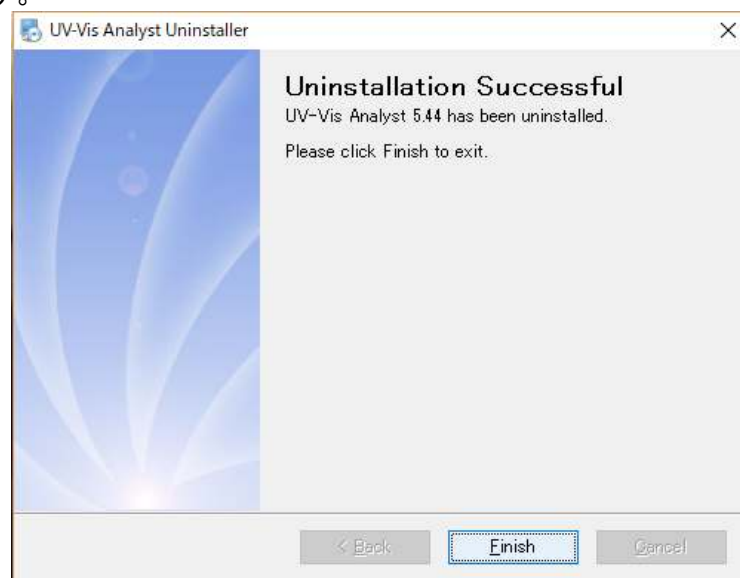 る。
UV-Vis Analyst Uninstaller
Uninstallation Successful
UV-Vis Analyst 5.44 has been uninstalled.
Please click Finish to exit.
< Back
Finish
Cancel